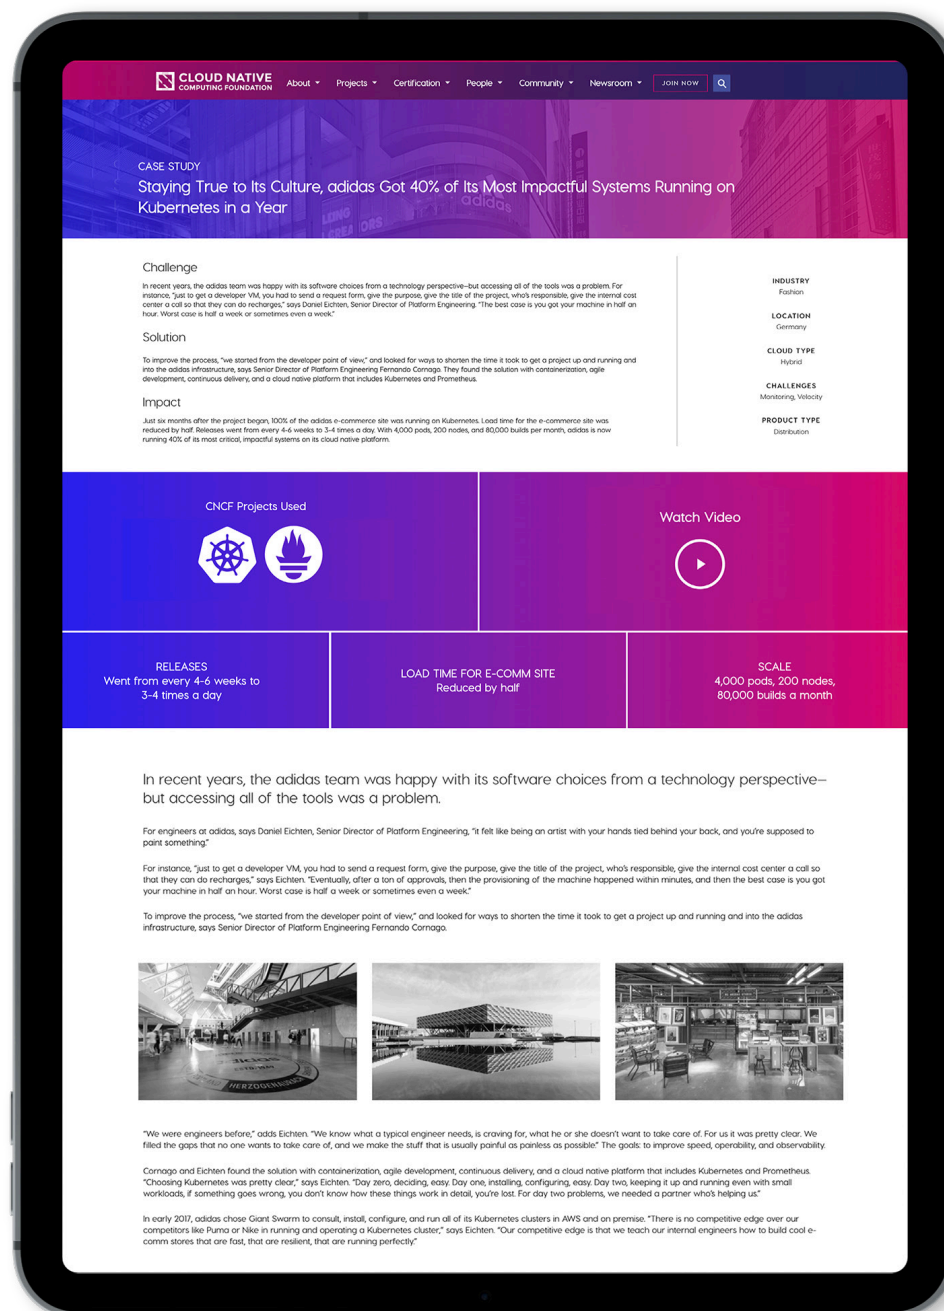 CLOUD NATIVE
COMPUTING FOUNDATION
About
Projects
Certification
People
Community
Newsroom
JOIN NOW
CASE STUDY
Staying True to Its Culture, adidas Got 40% of Its Most Impactful Systems Running on
Kubernetes in a Year
adidas
Challenge
In recent years, the adidas team was happy with its software choices from a technology perspective—but accessing all of the tools was a problem. For
instance, "just to get a developer VM, you had to send a request form, give the purpose, give the title of the project, who's responsible, give the internal cost
center a call so that they can do recharges," says Daniel Eichten, Senior Director of Platform Engineering. "The best case is you got your machine in half an
hour. Worst case is half a week or sometimes even a week."
Solution
To improve the process, "we started from the developer point of view," and looked for ways to shorten the time it took to get a project up and running and
into the adidas infrastructure, says Senior Director of Platform Engineering Fernando Cornago. They found the solution with containerization, agile
development, continuous delivery, and a cloud native platform that includes Kubernetes and Prometheus.
Impact
Just six months after the project began, 100% of the adidas e-commerce site was running on Kubernetes. Load time for the e-commerce site was
reduced by half. Releases went from every 4-6 weeks to 3-4 times a day. With 4,000 pods, 200 nodes, and 80,000 builds per month, adidas is now
running 40% of its most critical, impactful systems on its cloud native platform.
INDUSTRY
Fashion
LOCATION
Germany
CLOUD TYPE
Hybrid
CHALLENGES
Monitoring, Velocity
PRODUCT TYPE
Distribution
CNCF Projects Used
Watch Video
RELEASES
Went from every 4-6 weeks to
3-4 times a day
LOAD TIME FOR E-COMM SITE
Reduced by half
SCALE
4,000 pods, 200 nodes,
80,000 builds a month
In recent years, the adidas team was happy with its software choices from a technology perspective—
but accessing all of the tools was a problem.
For engineers at adidas, says Daniel Eichten, Senior Director of Platform Engineering, "it felt like being an artist with your hands tied behind your back, and you're supposed to
paint something."
For instance, "just to get a developer VM, you had to send a request form, give the purpose, give the title of the project, who's responsible, give the internal cost center a call so
that they can do recharges," says Eichten. "Eventually, after a ton of approvals, then the provisioning of the machine happened within minutes, and then the best case is you got
your machine in half an hour. Worst case is half a week or sometimes even a week."
To improve the process, "we started from the developer point of view," and looked for ways to shorten the time it took to get a project up and running and into the adidas
infrastructure, says Senior Director of Platform Engineering Fernando Cornago.
HERZOGENAURACH
"We were engineers before," adds Eichten. "We know what a typical engineer needs, is craving for, what he or she doesn't want to take care of. For us it was pretty clear. We
filled the gaps that no one wants to take care of, and we make the stuff that is usually painful as painless as possible." The goals: to improve speed, operability, and observability.
Cornago and Eichten found the solution with containerization, agile development, continuous delivery, and a cloud native platform that includes Kubernetes and Prometheus.
"Choosing Kubernetes was pretty clear," says Eichten. "Day zero, deciding, easy. Day one, installing, configuring, easy. Day two, keeping it up and running even with small
workloads, if something goes wrong, you don't know how these things work in detail, you're lost. For day two problems, we needed a partner who's helping us."
In early 2017, adidas chose Giant Swarm to consult, install, configure, and run all of its Kubernetes clusters in AWS and on premise. "There is no competitive edge over our
competitors like Puma or Nike in running and operating a Kubernetes cluster," says Eichten. "Our competitive edge is that we teach our internal engineers how to build cool e-
comm stores that are fast, that are resilient, that are running perfectly."